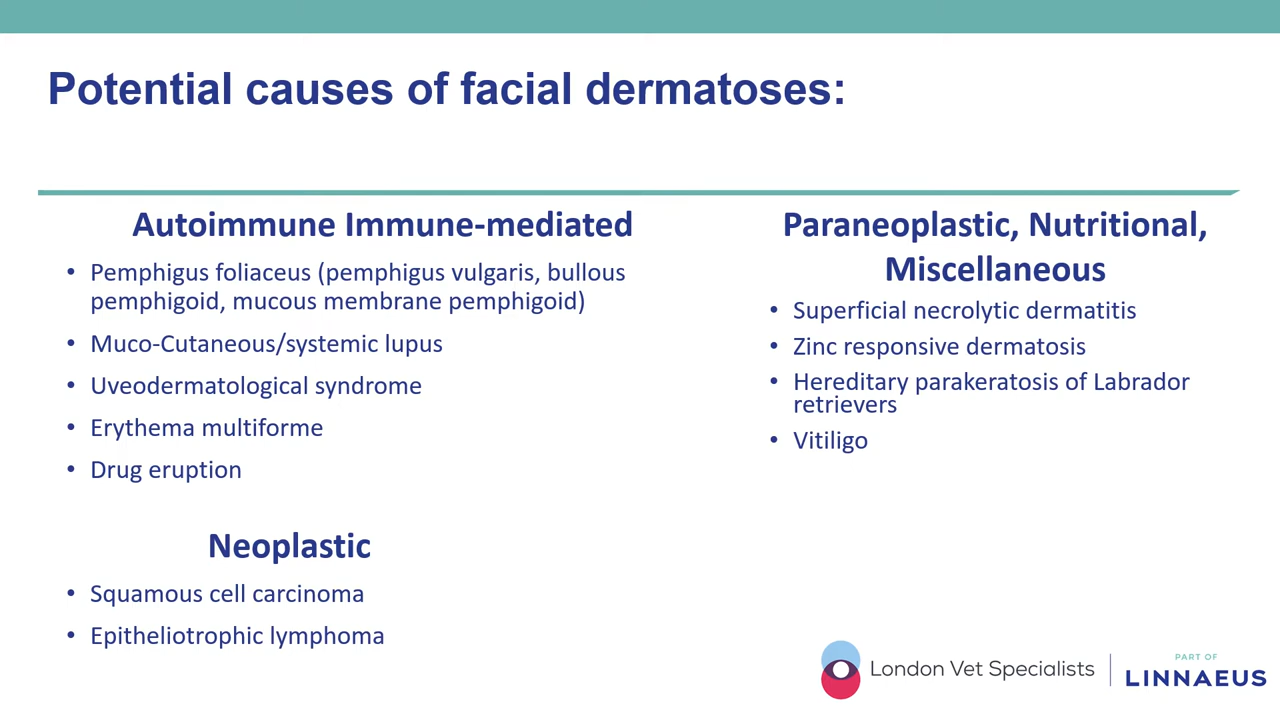 Potential causes of facial dermatoses:
Autoimmune Immune-mediated
• Pemphigus foliaceus (pemphigus vulgaris, bullous
pemphigoid, mucous membrane pemphigoid)
• Muco-Cutaneous/systemic lupus
• Uveodermatological syndrome
• Erythema multiforme
• Drug eruption
Neoplastic
• Squamous cell carcinoma
• Epitheliotrophic lymphoma
Paraneoplastic, Nutritional,
Miscellaneous
• Superficial necrolytic dermatitis
• Zinc responsive dermatosis
• Hereditary parakeratosis of Labrador
retrievers
• Vitiligo
London Vet Specialists
PART OF
LINNAEUS